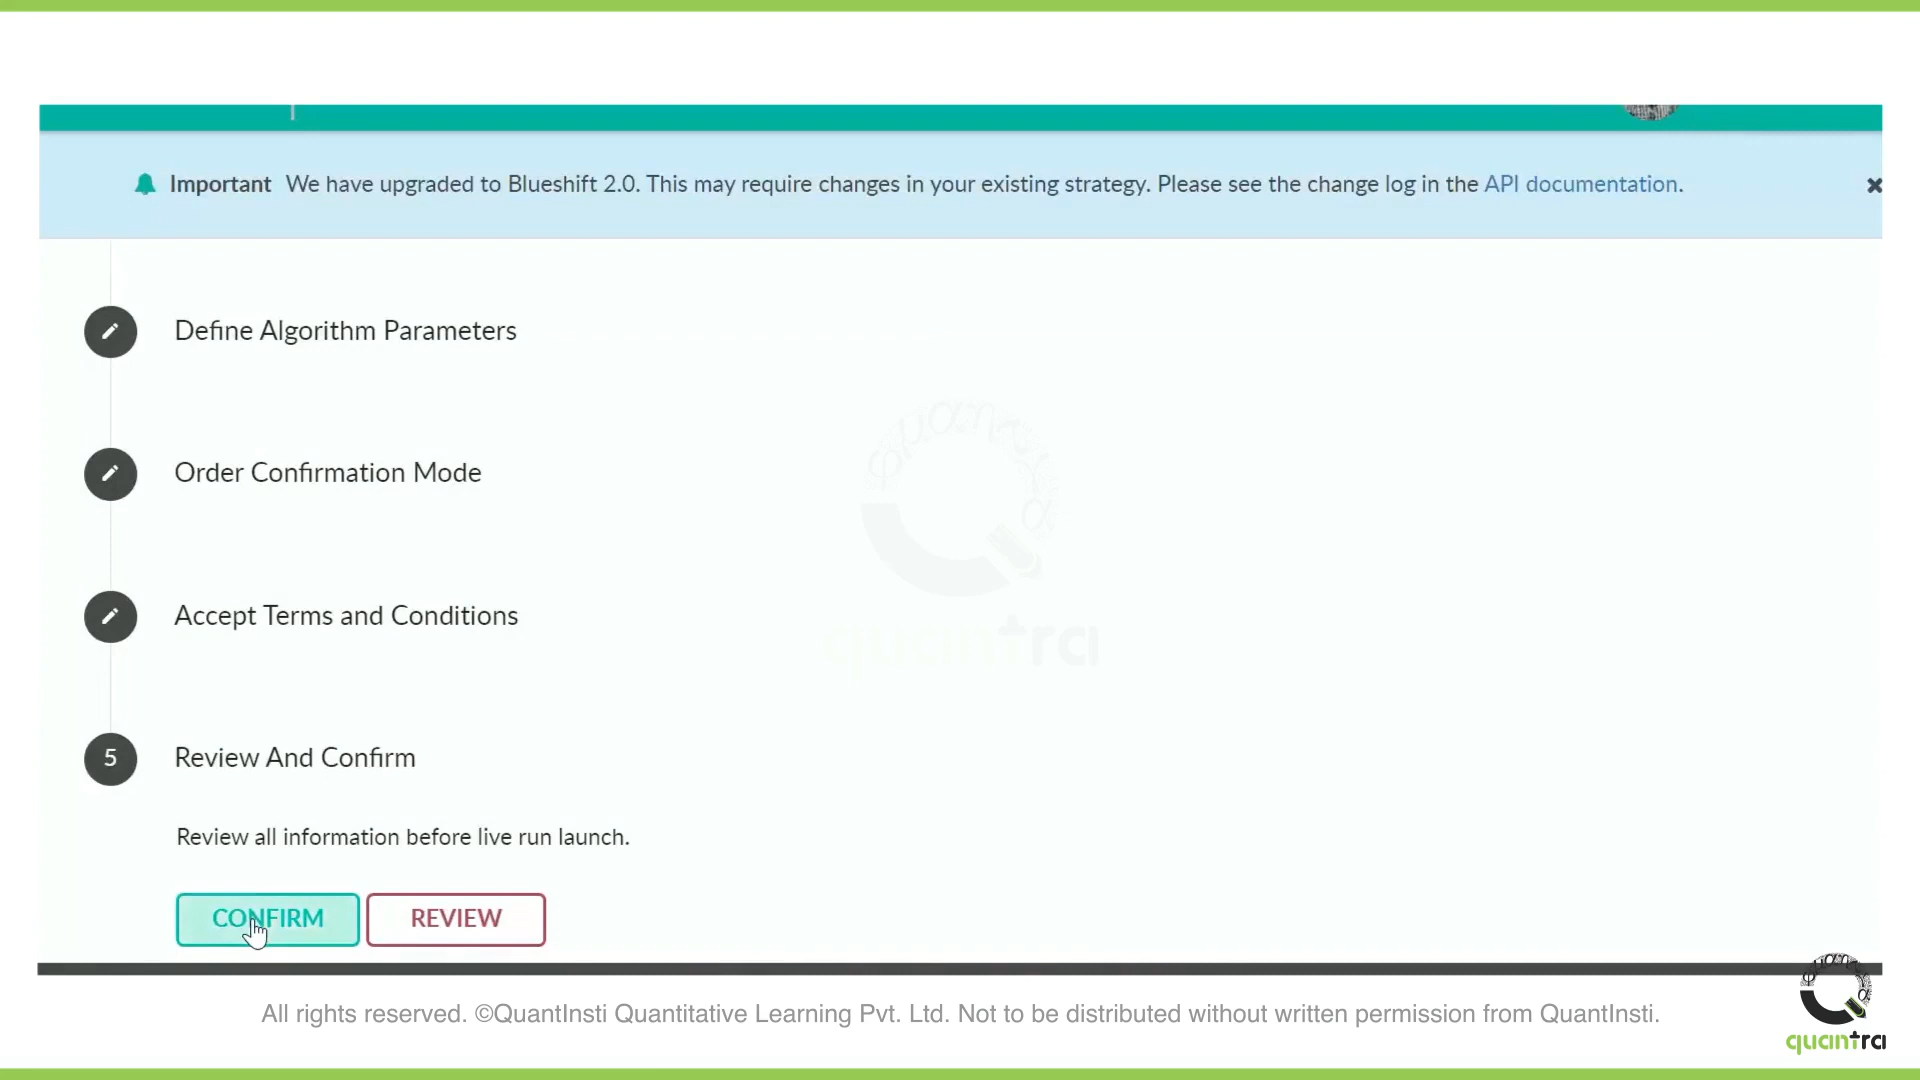 Important We have upgraded to Blueshift 2.0. This may require changes in your existing strategy. Please see the change log in the API documentation.
Define Algorithm Parameters
Order Confirmation Mode
quantra
Accept Terms and Conditions
5 Review And Confirm
Review all information before live run launch.
CONFIRM REVIEW
All rights reserved. ©QuantInsti Quantitative Learning Pvt. Ltd. Not to be distributed without written permission from QuantInsti.
quantra